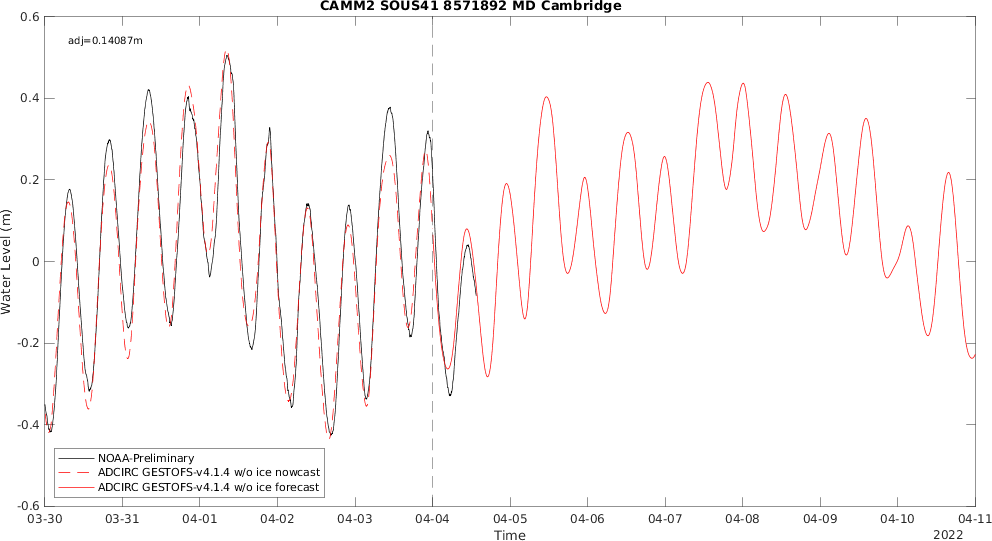 CAMM2 SOUS41 8571892 MD Cambridge
adj=0.14087m
Water Level (m)
0.6
0.4
0.2
0
-0.2
-0.4
-0.6
NOAA-Preliminary
ADCIRC GESTOFS-v4.1.4 w/o ice nowcast
ADCIRC GESTOFS-v4.1.4 w/o ice forecast
03-30 03-31 04-01 04-02 04-03 04-04 04-05 04-06 04-07 04-08 04-09 04-10 04-11
Time
2022